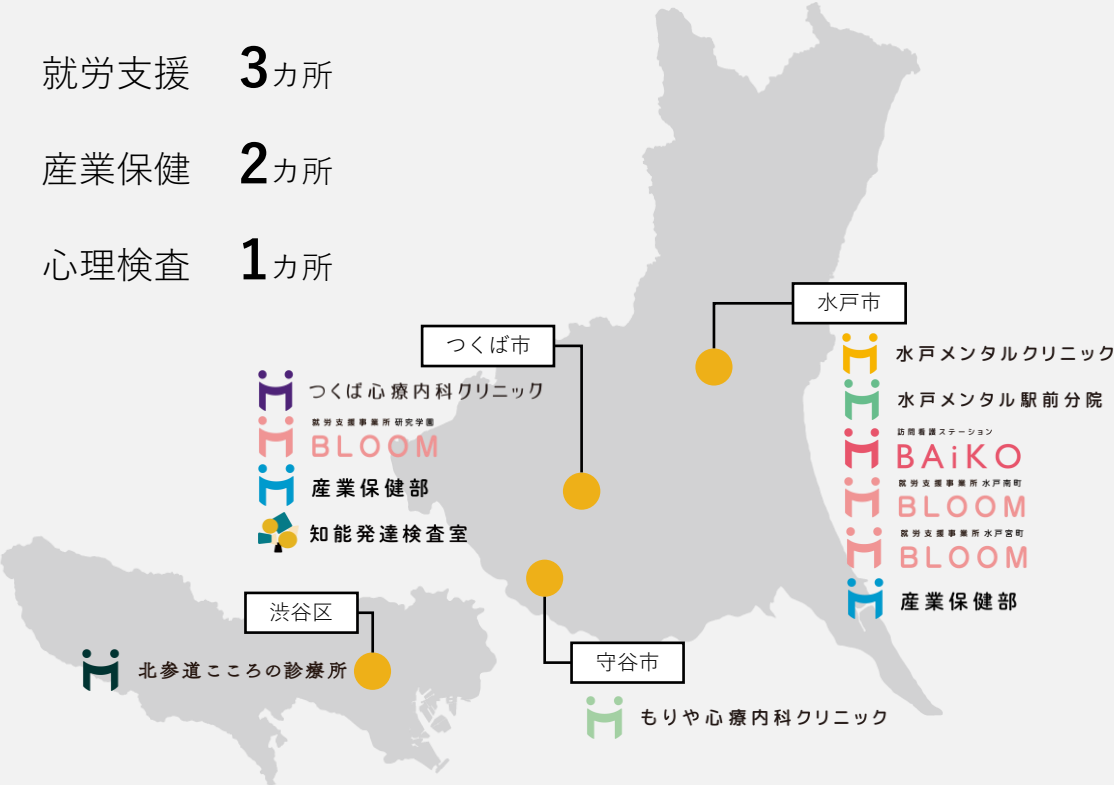 就労支援 3カ所
産業保健 2カ所
心理検査 1カ所
水戸市
水戸メンタルクリニック
水戸メンタル駅前分院
訪問看護ステーション
BAiKO
就労支援事業所水戸南町
BLOOM
就労支援事業所水戸宮町
BLOOM
産業保健部
つくば市
つくば心療内科クリニック
就労支援事業所研究学園
BLOOM
産業保健部
知能発達検査室
渋谷区
北参道こころの診療所
守谷市
もりや心療内科クリニック